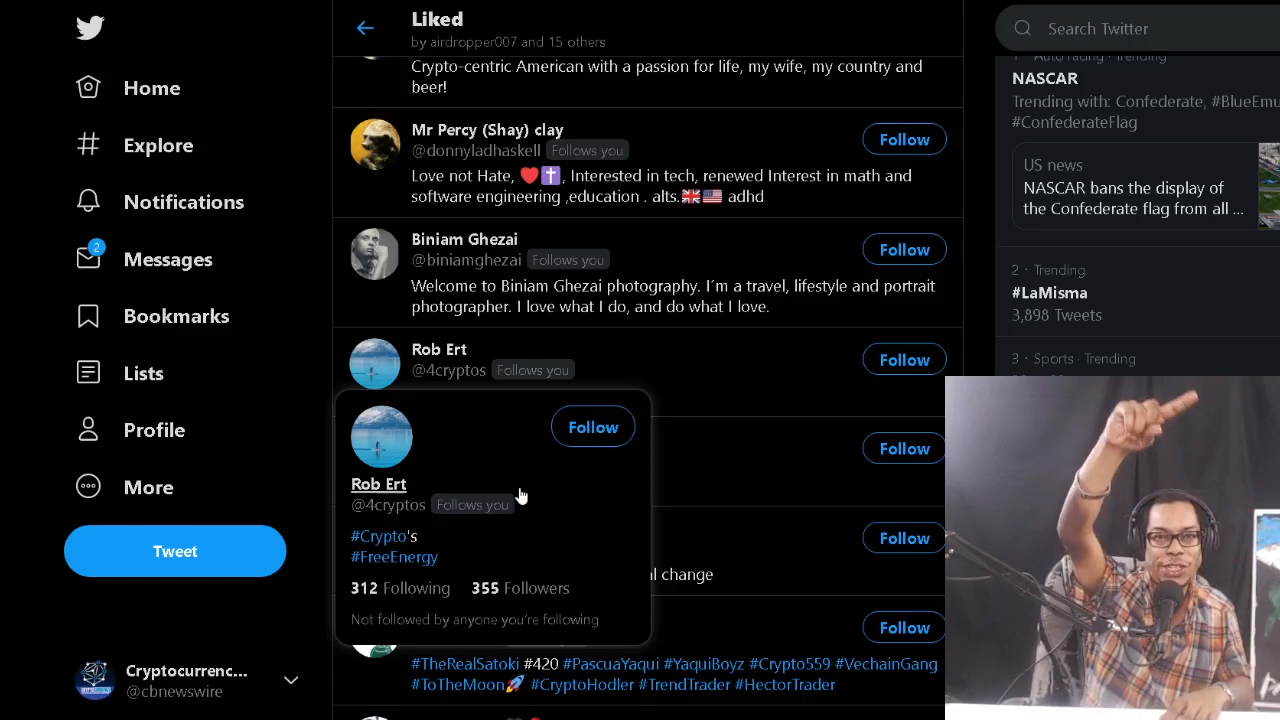 Home
Explore
Notifications
2
Messages
Bookmarks
Lists
Profile
More
Tweet
Cryptocurrenc...
@cbnewswire
Liked
by airdropper007 and 15 others
Crypto-centric American with a passion for life, my wife, my country and
beer!
Mr Percy (Shay) clay
@donnyladhaskell Follows you
Follow
Love not Hate, ❤️✝️, Interested in tech, renewed Interest in math and
software engineering ,education . alts.🇬🇧🇺🇸 adhd
Biniam Ghezai
@biniamghezai Follows you
Follow
Welcome to Biniam Ghezai photography. I´m a travel, lifestyle and portrait
photographer. I love what I do, and do what I love.
Rob Ert
@4cryptos Follows you
Follow
Follow
Rob Ert
@4cryptos Follows you
#Crypto's
#FreeEnergy
312 Following 355 Followers
Not followed by anyone you're following
Follow
Follow
al change
Follow
#TheRealSatoki #420 #PascuaYaqui #YaquiBoyz #Crypto559 #VechainGang
#ToTheMoon🚀 #CryptoHodler #TrendTrader #HectorTrader
Search Twitter
1 · Auto racing · Trending
NASCAR
Trending with: Confederate, #BlueEmu
#ConfederateFlag
US news
NASCAR bans the display of
the Confederate flag from all ...
2 · Trending
#LaMisma
3,898 Tweets
3 · Sports · Trending